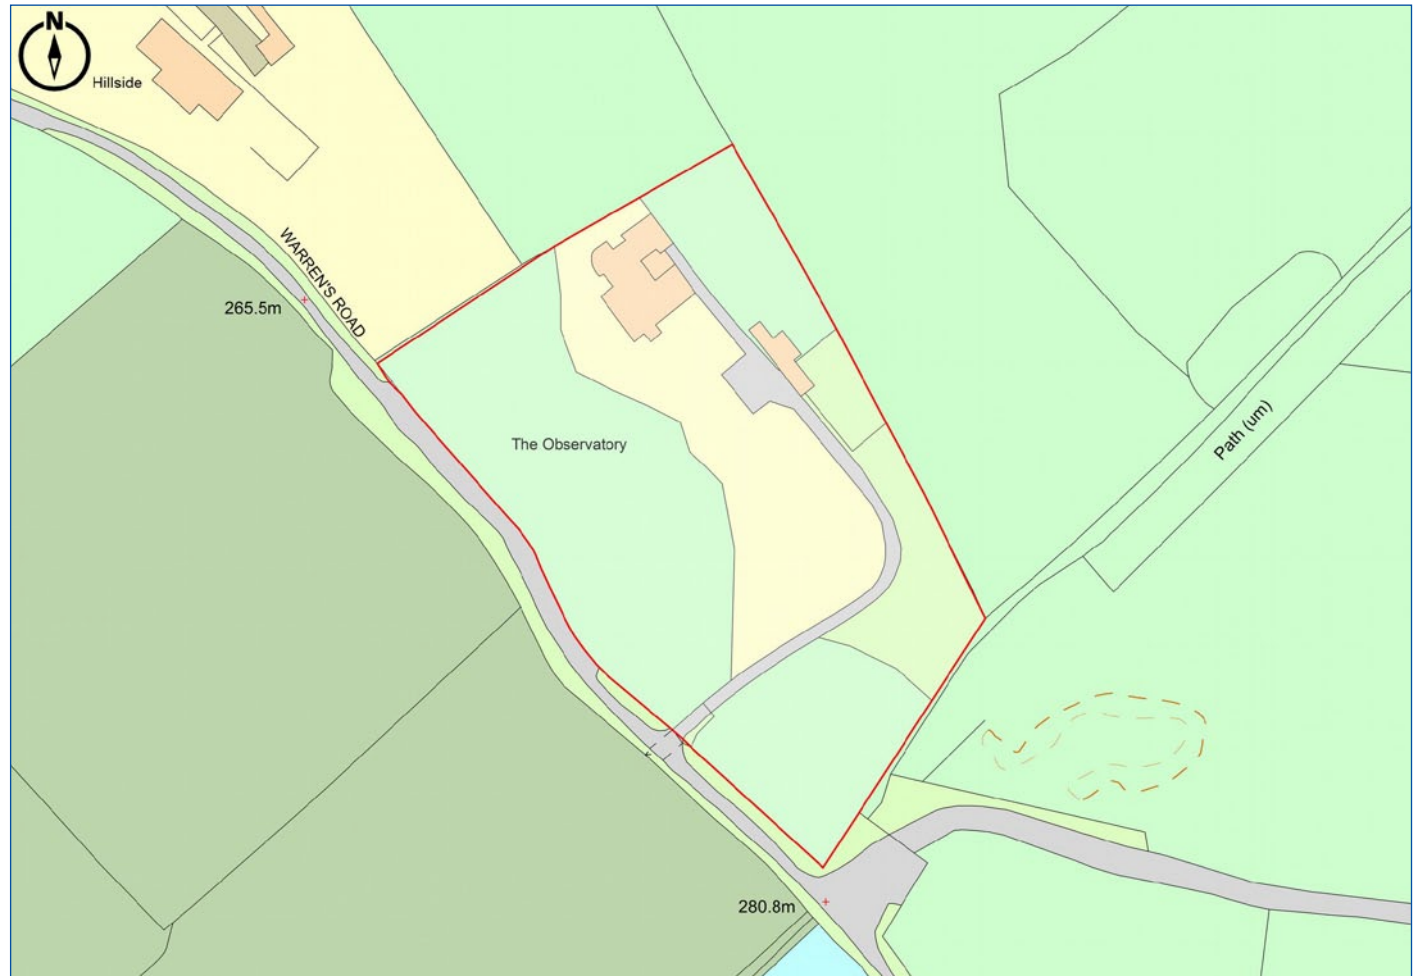 N
Hillside
WARREN'S ROAD
265.5m
The Observatory
Path (um)
280.8m